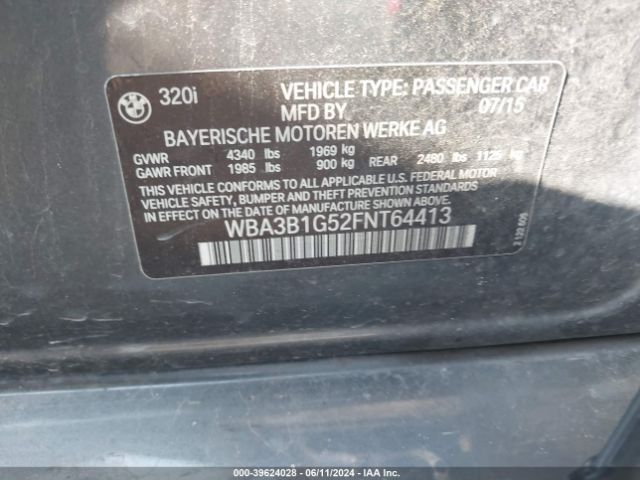 BMW
320i VEHICLE TYPE: PASSENGER CAR
MFD BY 07/15
BAYERISCHE MOTOREN WERKE AG
GVWR 4340 lbs 1969 kg
GAWR FRONT 1985 lbs 900 kg REAR 2480 lbs 1125 kg
THIS VEHICLE CONFORMS TO ALL APPLICABLE U.S. FEDERAL MOTOR
VEHICLE SAFETY, BUMPER AND THEFT PREVENTION STANDARDS
IN EFFECT ON THE DATE OF MANUFACTURE SHOWN ABOVE.
WBA3B1G52FNT64413
000-39624028 - 06/11/2024 - IAA Inc.